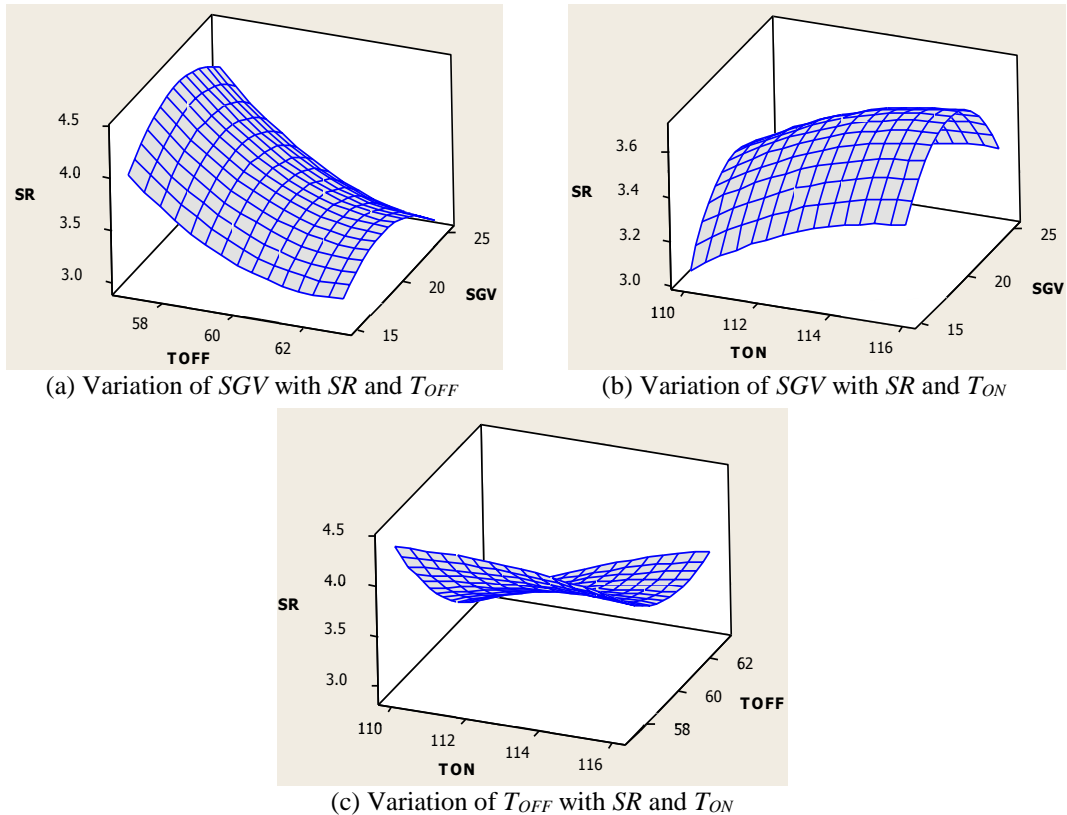 4.5
4.0
SR
3.5
3.0
58
60
62
TOFF
15
20
25
SGV
(a) Variation of SGV with SR and TOFF
3.6
SR
3.4
3.2
3.0
110
112
114
116
TON
15
20
25
SGV
(b) Variation of SGV with SR and TON
4.5
4.0
SR
3.5
3.0
110
112
114
116
TON
58
60
62
TOFF
(c) Variation of TOFF with SR and TON